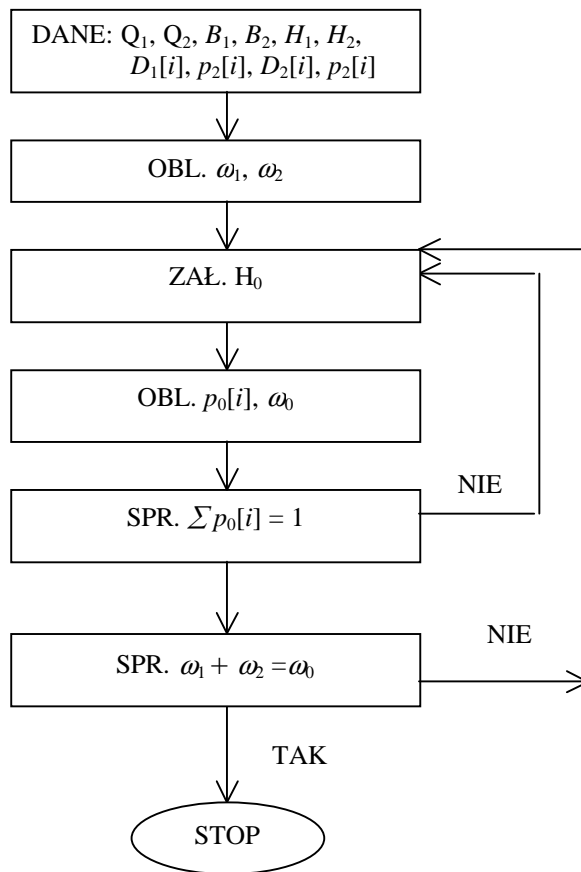 DANE: Q₁, Q₂, B₁, B₂, H₁, H₂,
D₁[i], p₂[i], D₂[i], p₂[i]
OBL. ω₁, ω₂
ZAŁ. H₀
OBL. p₀[i], ω₀
NIE
SPR. ∑ p₀[i] = 1
NIE
SPR. ω₁ + ω₂ = ω₀
TAK
STOP